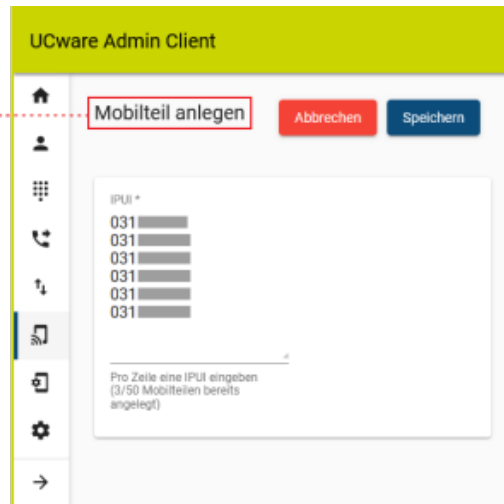 UCware Admin Client
Mobilteil anlegen
Abbrechen
Speichern
IPUI *
031
031
031
031
031
031
Pro Zeile eine IPUI eingeben
(3/50 Mobilteilen bereits
angelegt)